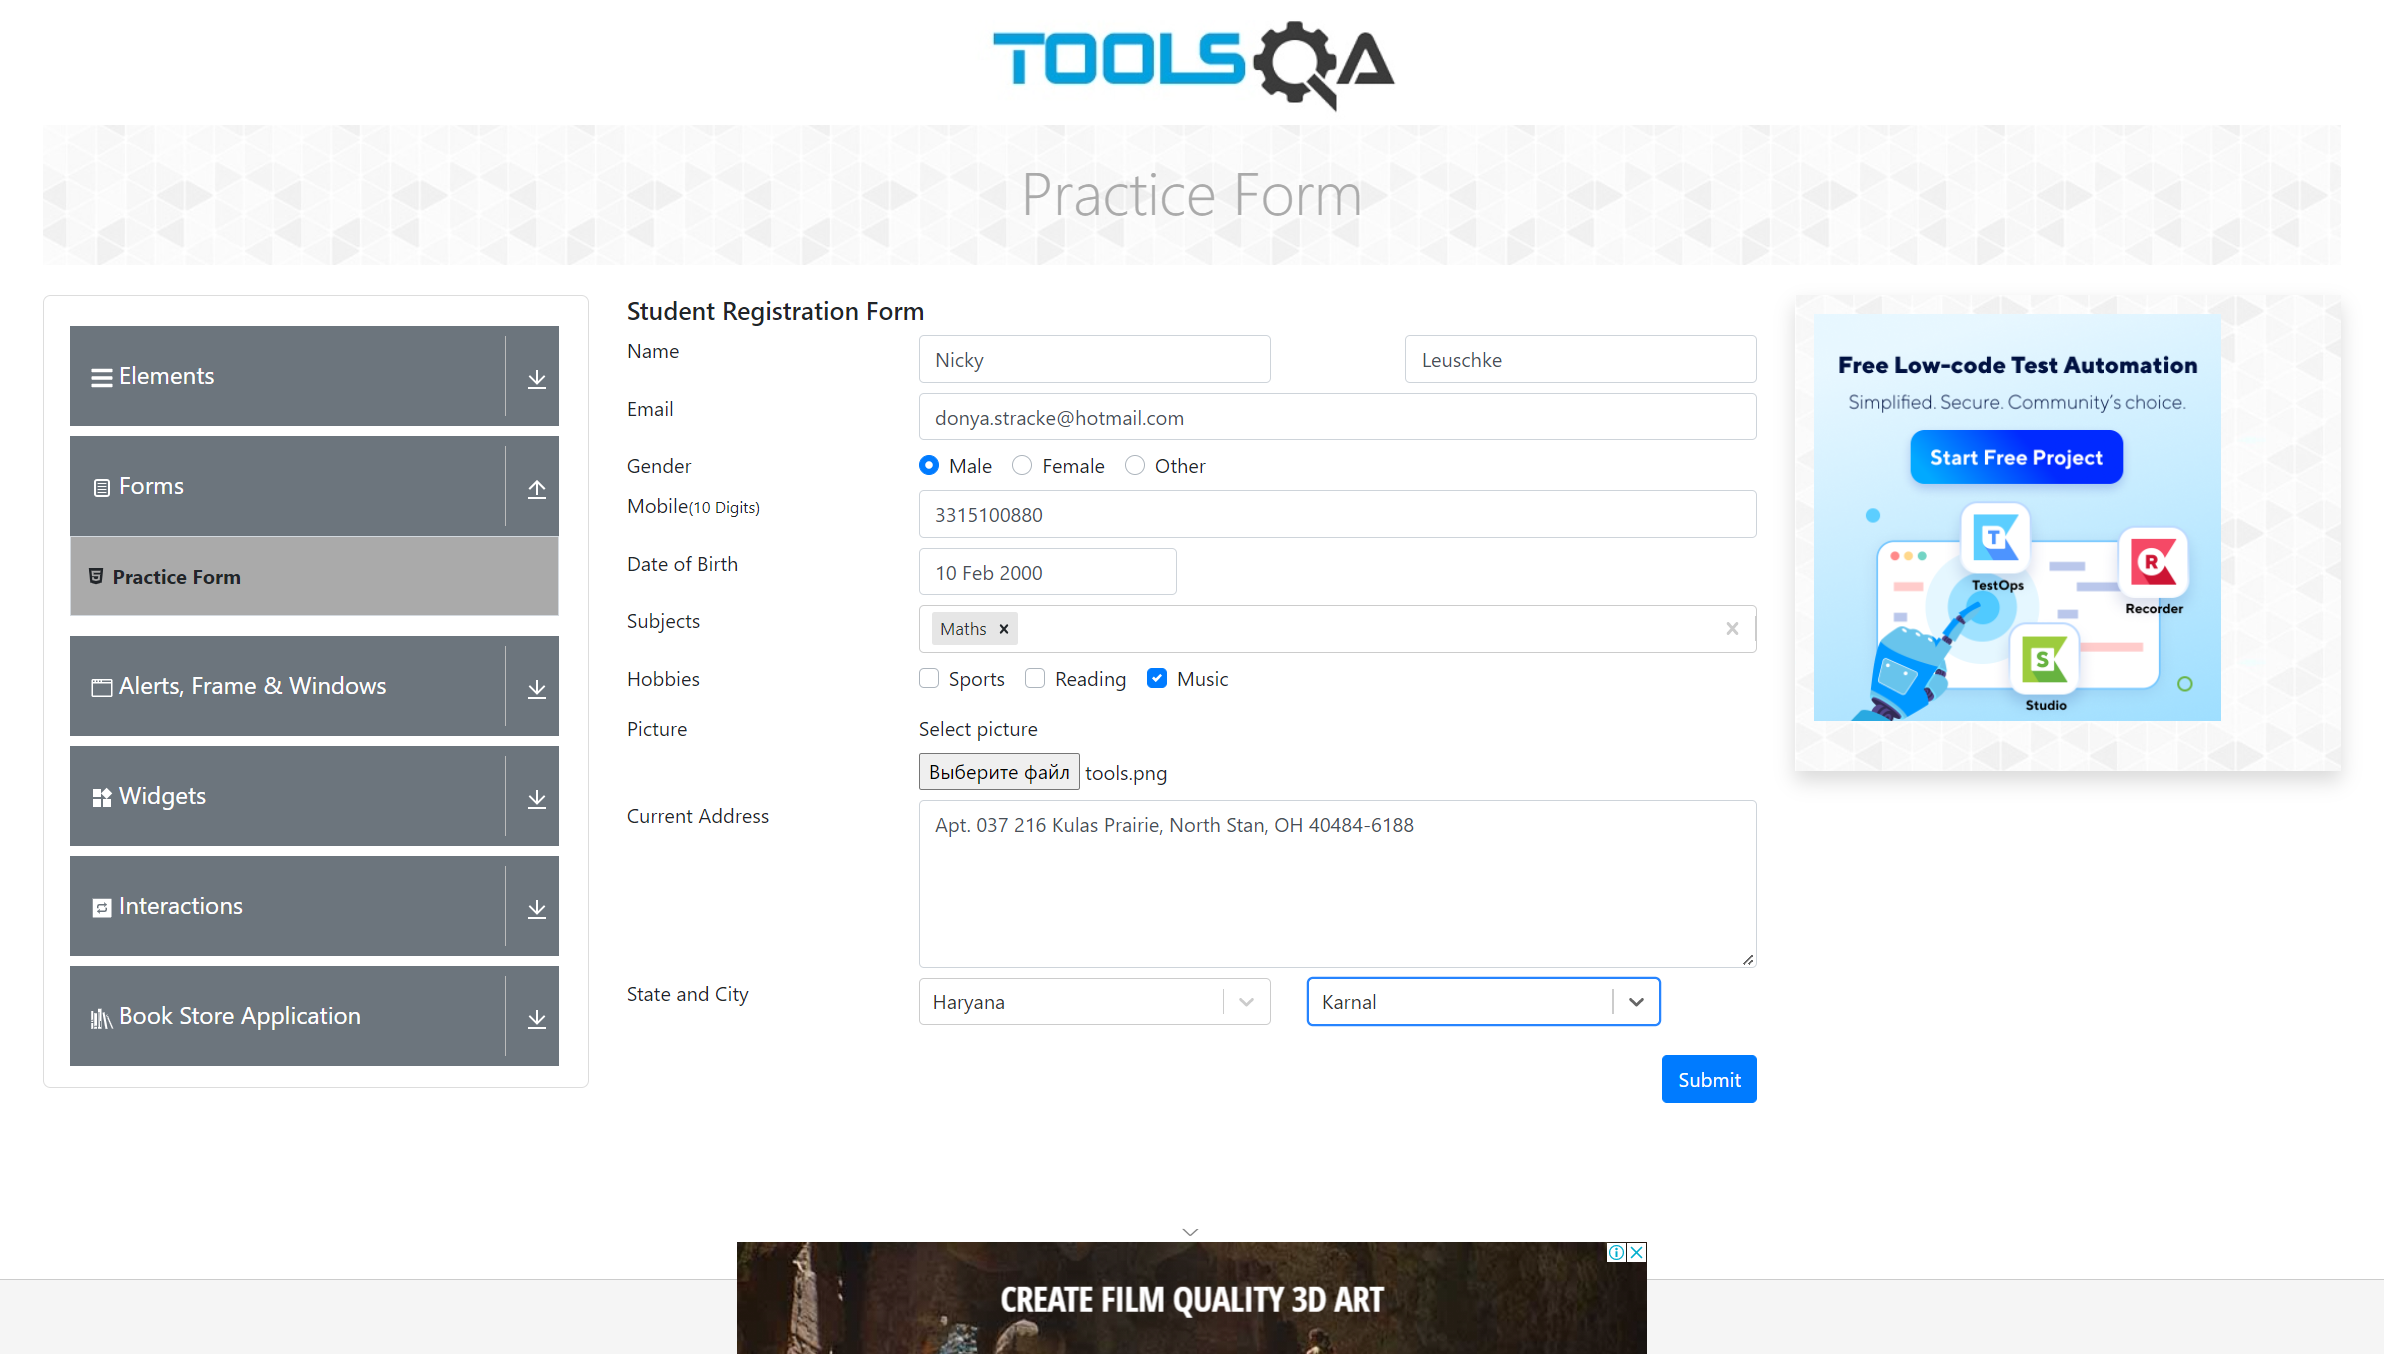 TOOLSQA
Practice Form
Elements
Forms
Practice Form
Alerts, Frame & Windows
Widgets
Interactions
Book Store Application
Student Registration Form
Name Nicky Leuschke
Email donya.stracke@hotmail.com
Gender Male Female Other
Mobile(10 Digits) 3315100880
Date of Birth 10 Feb 2000
Subjects Maths
Hobbies Sports Reading Music
Picture Select picture
Выберите файл tools.png
Current Address Apt. 037 216 Kulas Prairie, North Stan, OH 40484-6188
State and City Haryana Karnal
Submit
Free Low-code Test Automation
Simplified. Secure. Community's choice.
Start Free Project
T
TestOps
R
Recorder
S
Studio
CREATE FILM QUALITY 3D ART